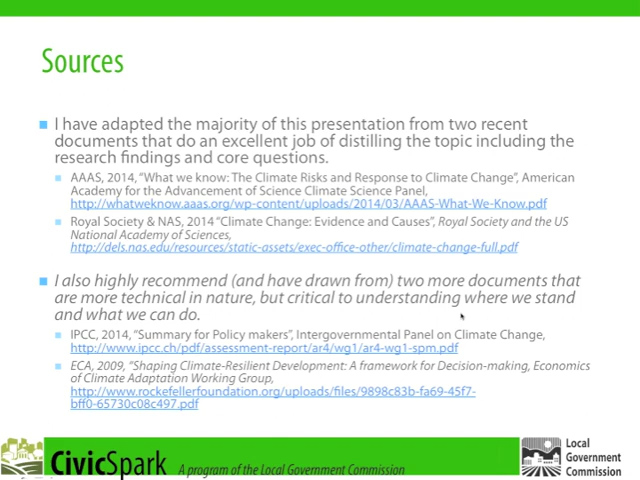 Sources
I have adapted the majority of this presentation from two recent
documents that do an excellent job of distilling the topic including the
research findings and core questions.
AAAS, 2014, “What we know: The Climate Risks and Response to Climate Change”, American
Academy for the Advancement of Science Climate Science Panel,
http://whatweknow.aaas.org/wp-content/uploads/2014/03/AAAS-What-We-Know.pdf
Royal Society & NAS, 2014 “Climate Change: Evidence and Causes”, Royal Society and the US
National Academy of Sciences,
http://dels.nas.edu/resources/static-assets/exec-office-other/climate-change-full.pdf
I also highly recommend (and have drawn from) two more documents that
are more technical in nature, but critical to understanding where we stand
and what we can do.
IPCC, 2014, “Summary for Policy makers”, Intergovernmental Panel on Climate Change,
http://www.ipcc.ch/pdf/assessment-report/ar4/wg1/ar4-wg1-spm.pdf
ECA, 2009, “Shaping Climate-Resilient Development: A framework for Decision-making, Economics
of Climate Adaptation Working Group,
http://www.rockefellerfoundation.org/uploads/files/9898c83b-fa69-45f7-
bff0-65730c08c497.pdf
CivicSpark A program of the Local Government Commission
Local
Government
Commission